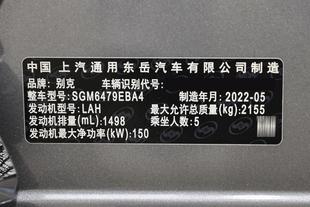 中国 上汽通用东岳汽车有限公司制造
品牌:别克 车辆识别代号:
整车型号:SGM6479EBA4 制造年月:2022-05
发动机型号:LAH 最大允许总质量(kg):2155
发动机排量(mL):1498 乘坐人数:5
发动机最大净功率(kW):150